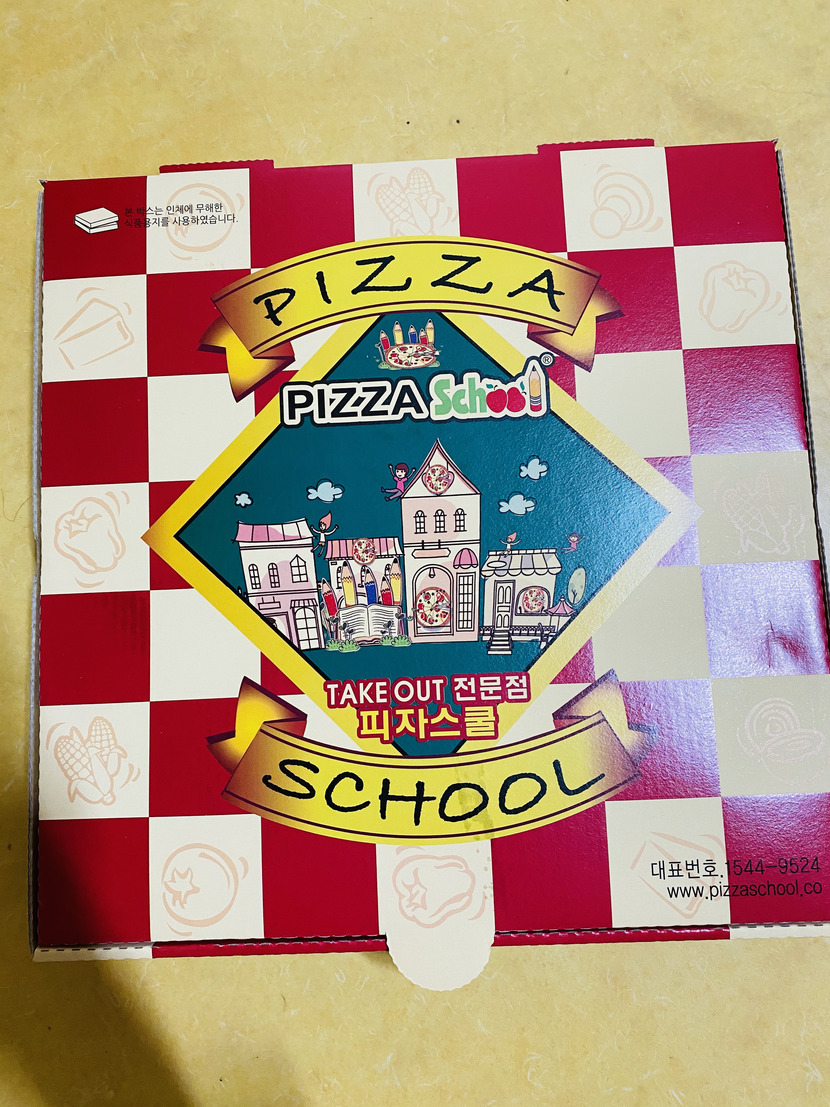 본 박스는 인체에 무해한
식품용지를 사용하였습니다.
PIZZA
PIZZA School®
TAKE OUT 전문점
피자스쿨
SCHOOL
대표번호.1544-9524
www.pizzaschool.co